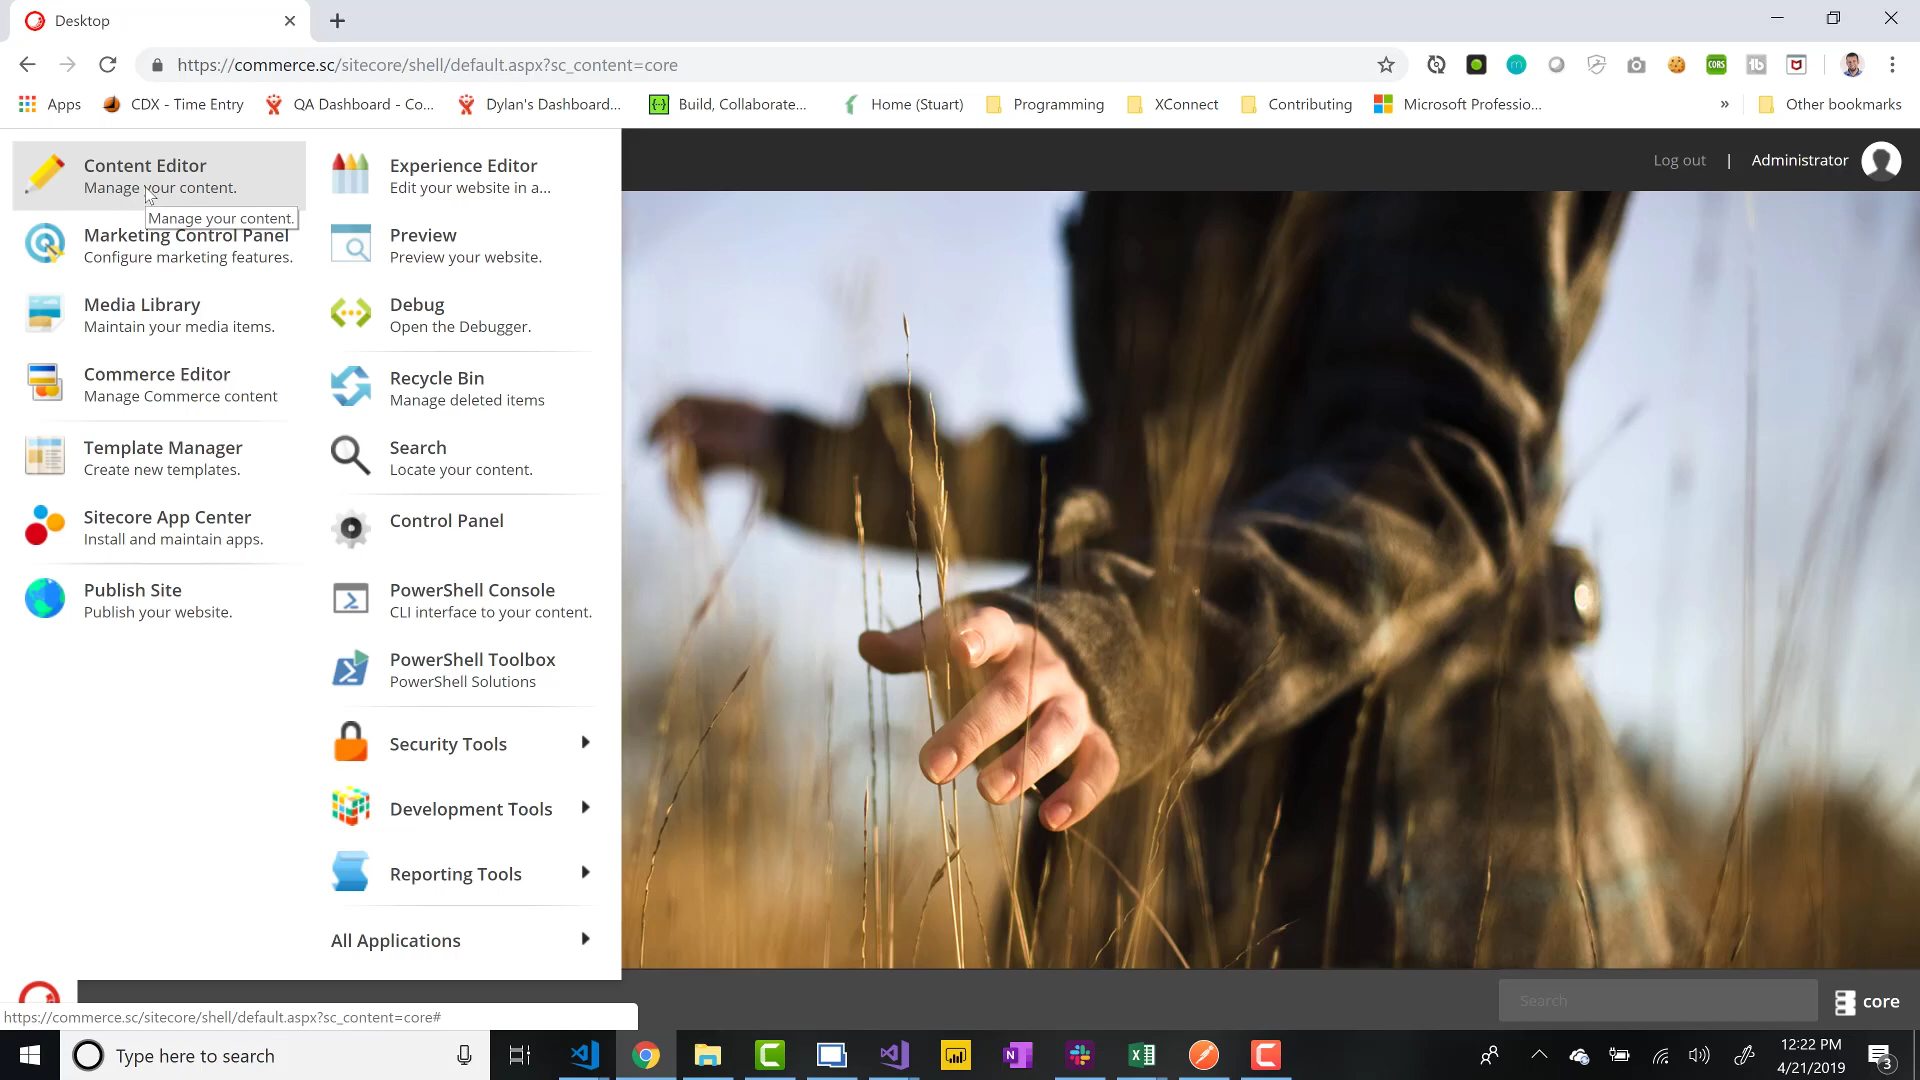 Desktop
https://commerce.sc/sitecore/shell/default.aspx?sc_content=core
CORS
tb
m
Apps
CDX - Time Entry
QA Dashboard - Co...
Dylan's Dashboard...
Build, Collaborate...
Home (Stuart)
Programming
XConnect
Contributing
Microsoft Professio...
»
Other bookmarks
Log out | Administrator
Content Editor
Manage your content.
Manage your content.
Marketing Control Panel
Configure marketing features.
Media Library
Maintain your media items.
Commerce Editor
Manage Commerce content
Template Manager
Create new templates.
Sitecore App Center
Install and maintain apps.
Publish Site
Publish your website.
Experience Editor
Edit your website in a...
Preview
Preview your website.
Debug
Open the Debugger.
Recycle Bin
Manage deleted items
Search
Locate your content.
Control Panel
PowerShell Console
CLI interface to your content.
PowerShell Toolbox
PowerShell Solutions
Security Tools
Development Tools
Reporting Tools
All Applications
Search
core
https://commerce.sc/sitecore/shell/default.aspx?sc_content=core#
Type here to search
12:22 PM
4/21/2019
3